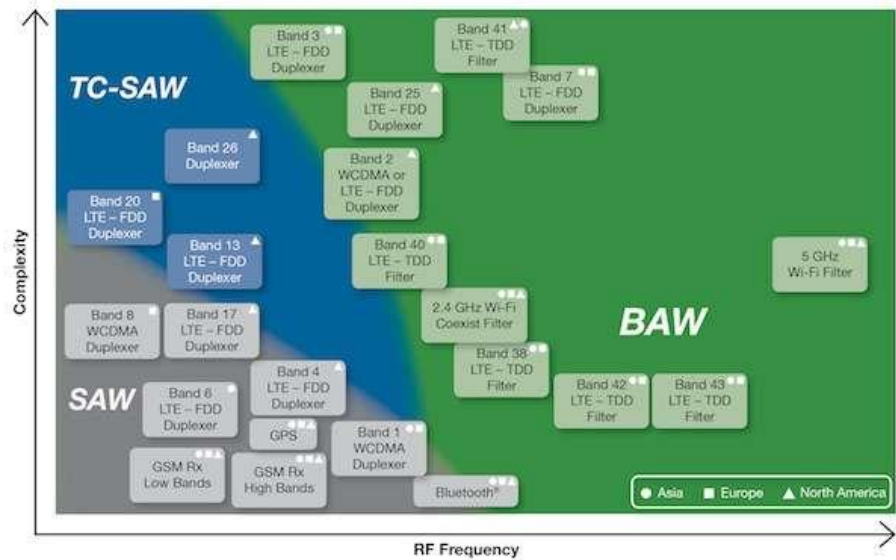 Complexity
TC-SAW
Band 3
LTE – FDD
Duplexer
Band 41
LTE – TDD
Filter
Band 7
LTE – FDD
Duplexer
Band 25
LTE – FDD
Duplexer
Band 26
Duplexer
Band 2
WCDMA or
LTE – FDD
Duplexer
Band 20
LTE – FDD
Duplexer
Band 13
LTE – FDD
Duplexer
Band 40
LTE – TDD
Filter
5 GHz
Wi-Fi Filter
Band 8
WCDMA
Duplexer
Band 17
LTE – FDD
Duplexer
2.4 GHz Wi-Fi
Coexist Filter
BAW
Band 38
LTE – TDD
Filter
SAW
Band 6
LTE – FDD
Duplexer
Band 4
LTE – FDD
Duplexer
Band 42
LTE – TDD
Filter
Band 43
LTE – TDD
Filter
GPS
Band 1
WCDMA
Duplexer
GSM Rx
Low Bands
GSM Rx
High Bands
Bluetooth®
Asia
Europe
North America
RF Frequency